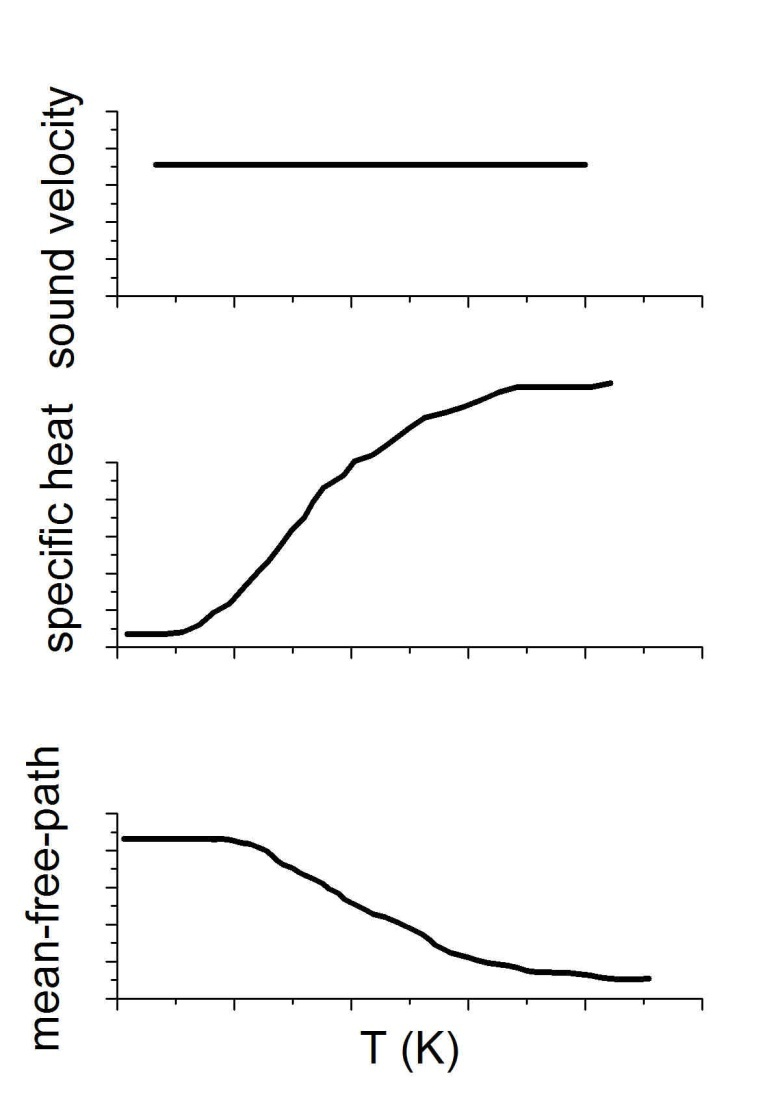 sound velocity
specific heat
mean-free-path
T (K)